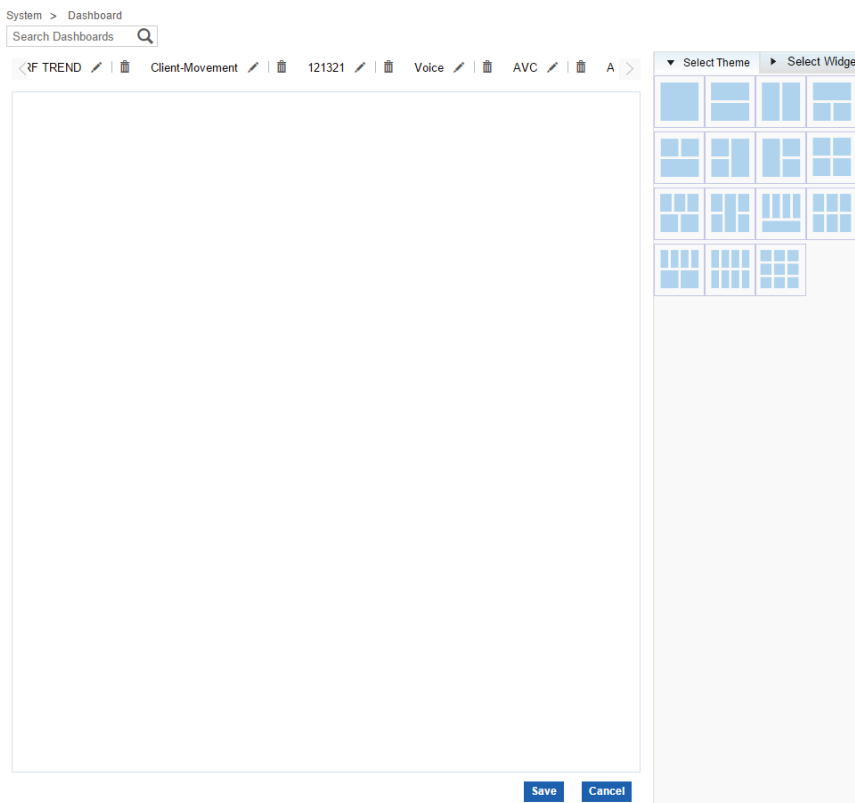 System > Dashboard
Search Dashboards
RF TREND Client-Movement 121321 Voice AVC A
Select Theme Select Widge
Save Cancel